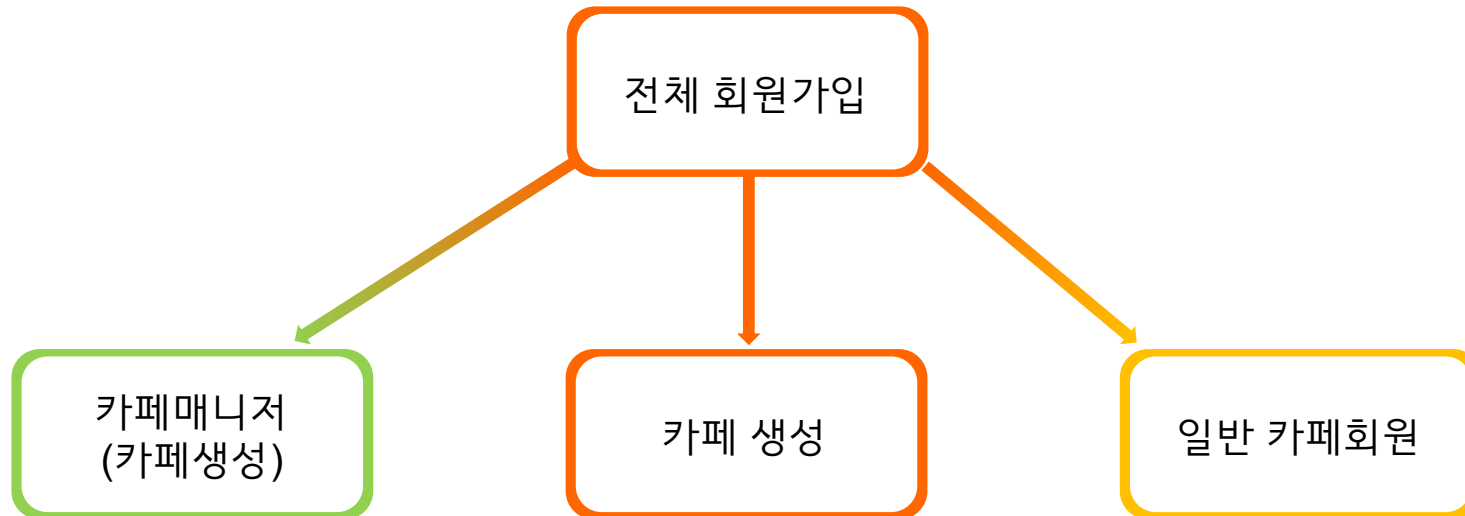 전체 회원가입
카페매니저
(카페생성)
카페 생성
일반 카페회원